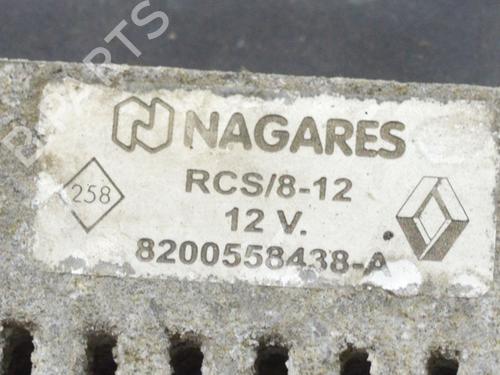 NAGARES
RCS/8-12
258
12 V.
8200558438-A